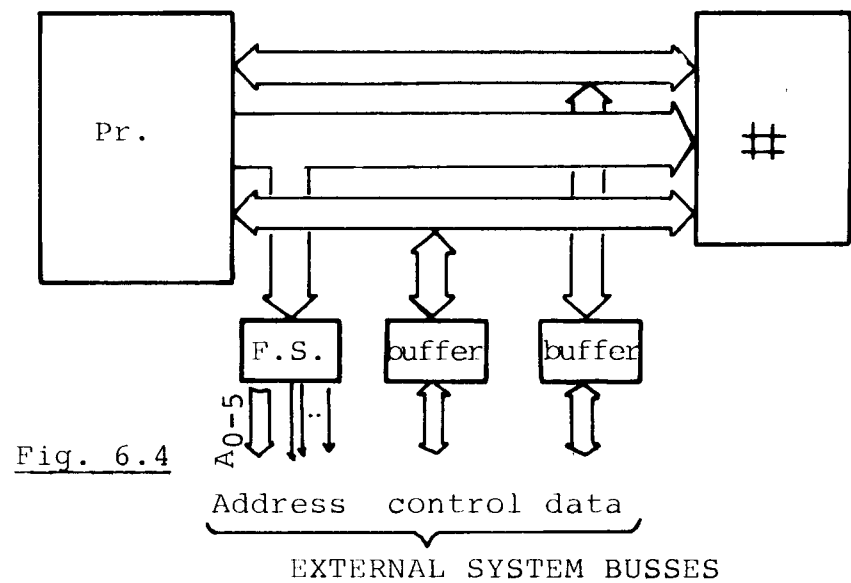 Pr.
#
F.S.
buffer
buffer
A0-5
Fig. 6.4
Address control data
EXTERNAL SYSTEM BUSSES